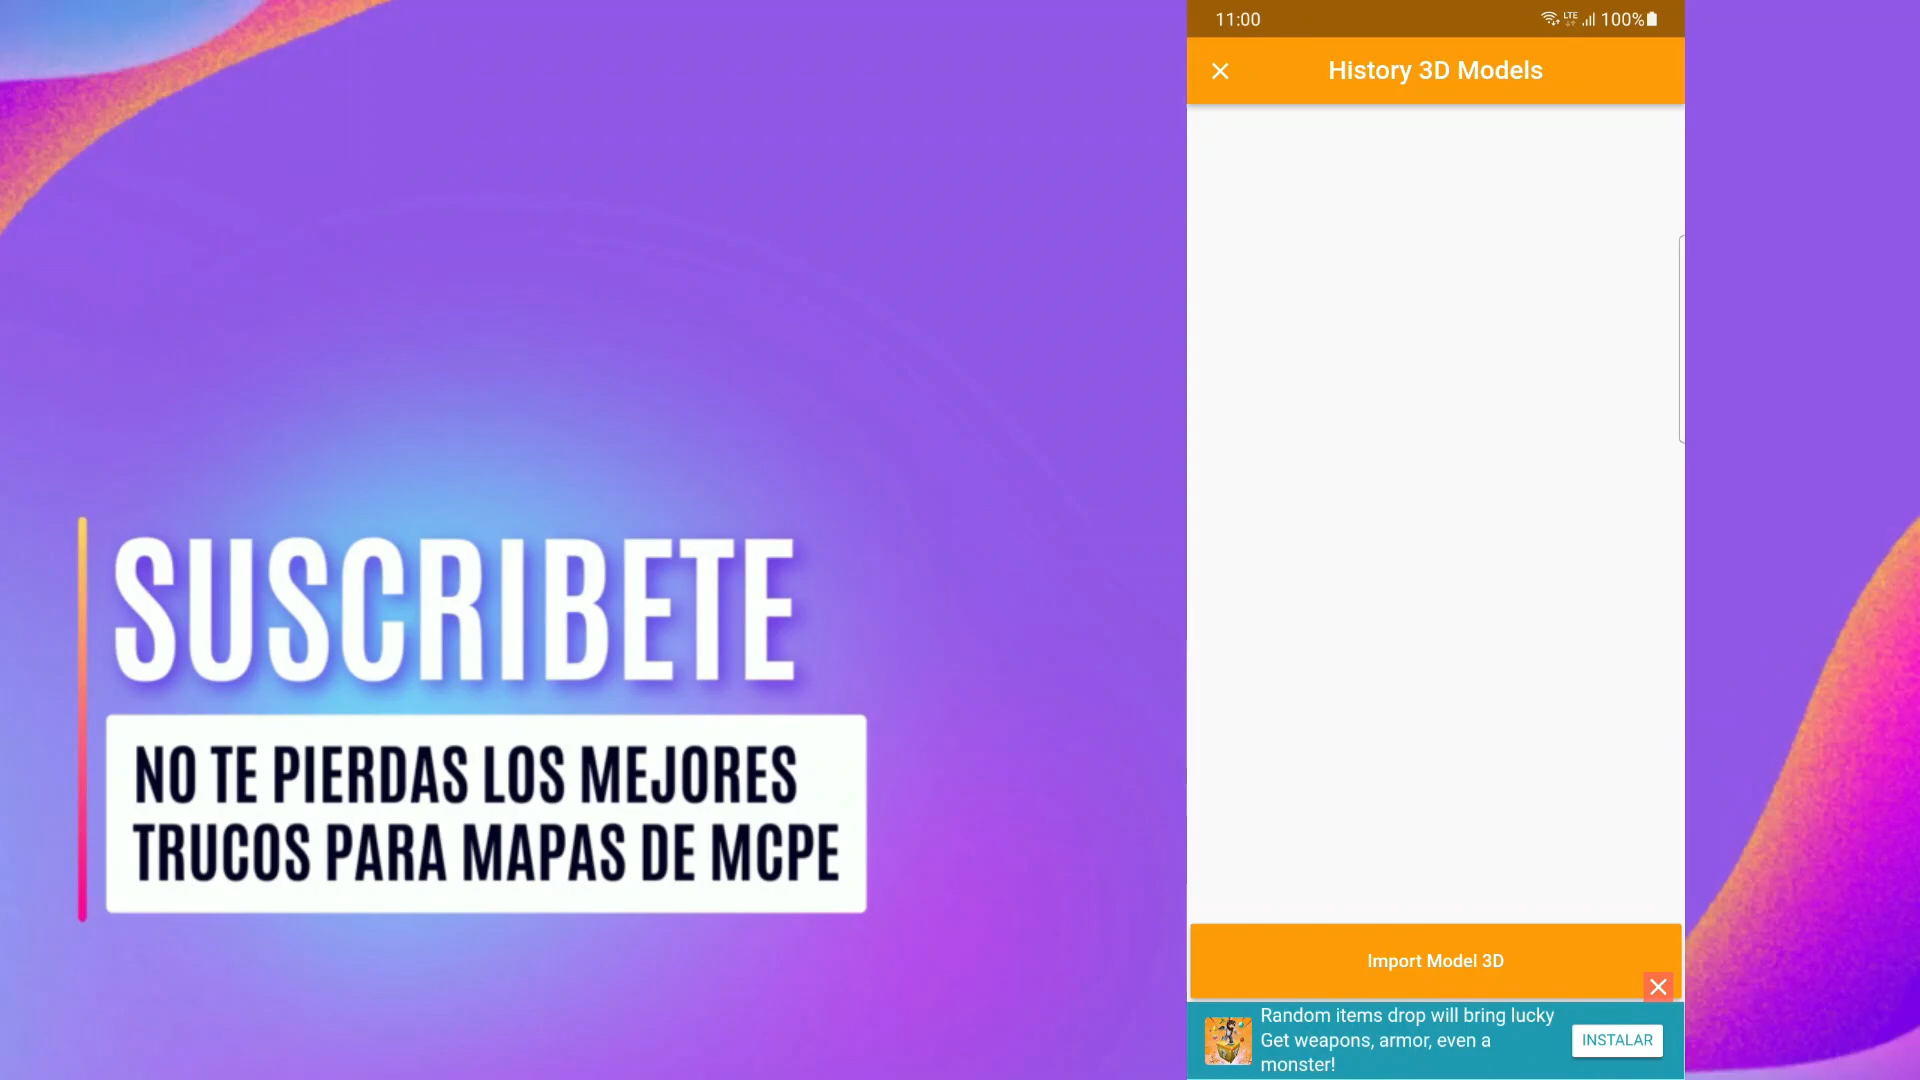 SUSCRIBETE
NO TE PIERDAS LOS MEJORES
TRUCOS PARA MAPAS DE MCPE
11:00
LTE
100%
History 3D Models
Import Model 3D
Random items drop will bring lucky
Get weapons, armor, even a
monster!
INSTALAR